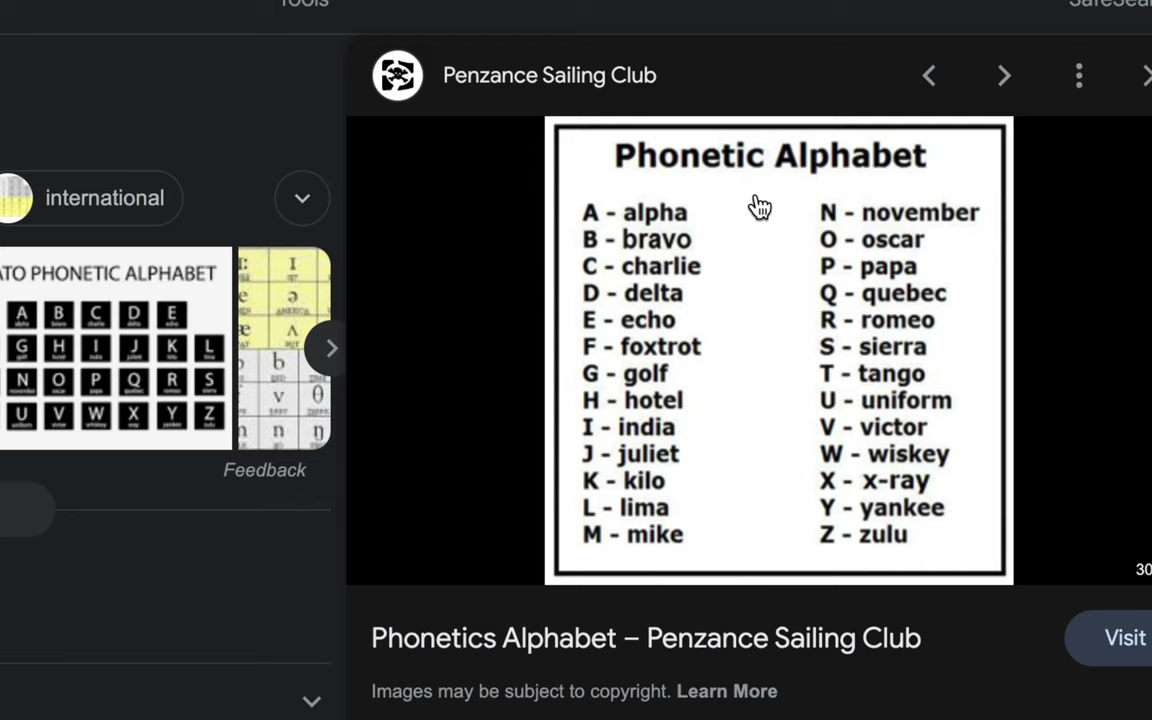 Tools
Penzance Sailing Club
international
Phonetic Alphabet
A - alpha
B - bravo
C - charlie
D - delta
E - echo
F - foxtrot
G - golf
H - hotel
I - india
J - juliet
K - kilo
L - lima
M - mike
N - november
O - oscar
P - papa
Q - quebec
R - romeo
S - sierra
T - tango
U - uniform
V - victor
W - wiskey
X - x-ray
Y - yankee
Z - zulu
ATO PHONETIC ALPHABET
A B C D E
G H I J K L
N O P Q R S
U V W X Y Z
Feedback
30
Phonetics Alphabet – Penzance Sailing Club
Visit
Images may be subject to copyright. Learn More